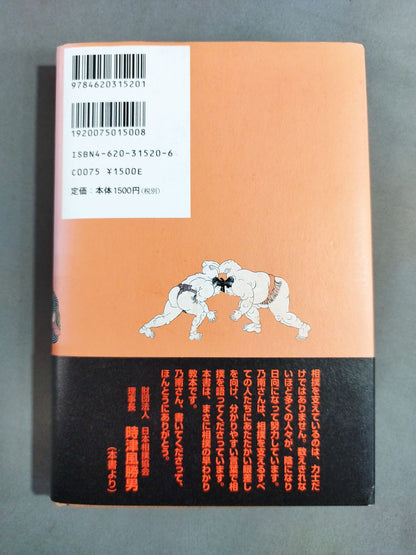 9784620315201
1920075015008
ISBN4-620-31520-6
C0075 ¥1500E
定価：本体1500円(税別)
相撲を支えているのは、力士だ
けではありません。数えきれな
いほど多くの人々が、陰になり
日向になって努力しています。
乃南さんは、相撲を支えるすべ
ての人たちにあたたかい眼差し
を向け、分かりやすい言葉で相
撲を語ってくださっています。
本書は、まさに相撲の早わかり
教本です。
乃南さん、書いてくださって、
ほんとうにありがとう。
財団法人 日本相撲協会
理事長 時津風勝男
（本書より）